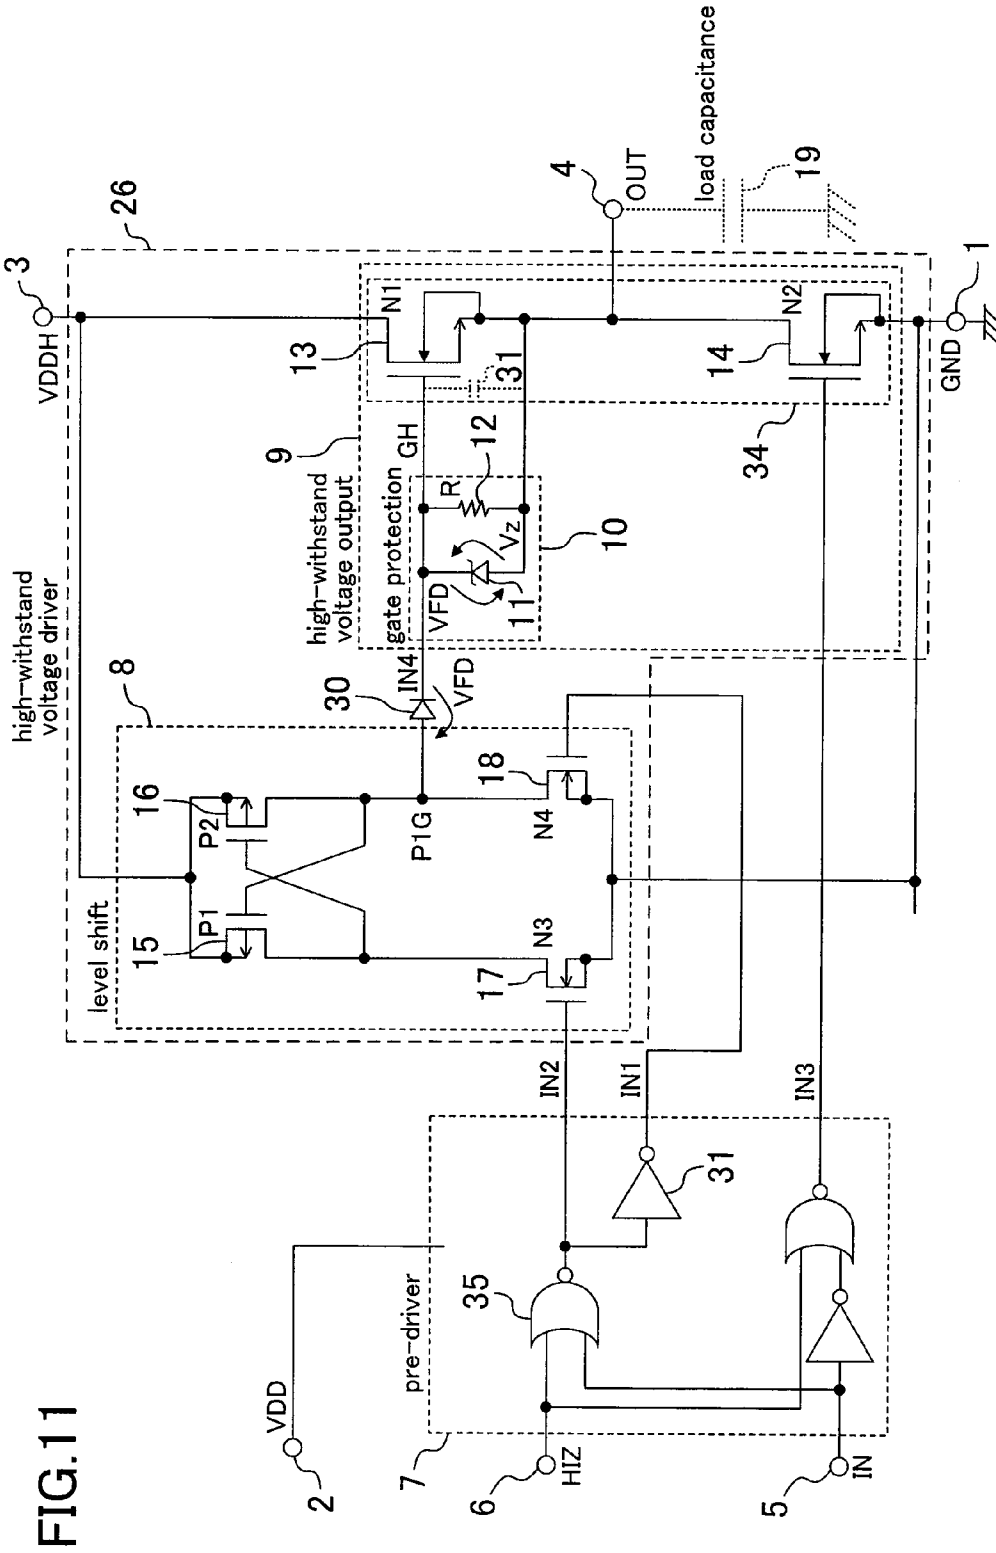 FIG.11
high-withstand
voltage driver
26
3
VDDH
level shift
8
15
P1
P2
16
high-withstand
voltage output
9
13
N1
gate protection
GH
31
R
12
VFD
Vz
11
10
30
IN4
VFD
P1G
18
N4
17
N3
4
OUT
load capacitance
19
14
N2
34
GND
1
VDD
2
pre-driver
7
35
IN2
IN1
31
IN3
6
HIZ
5
IN